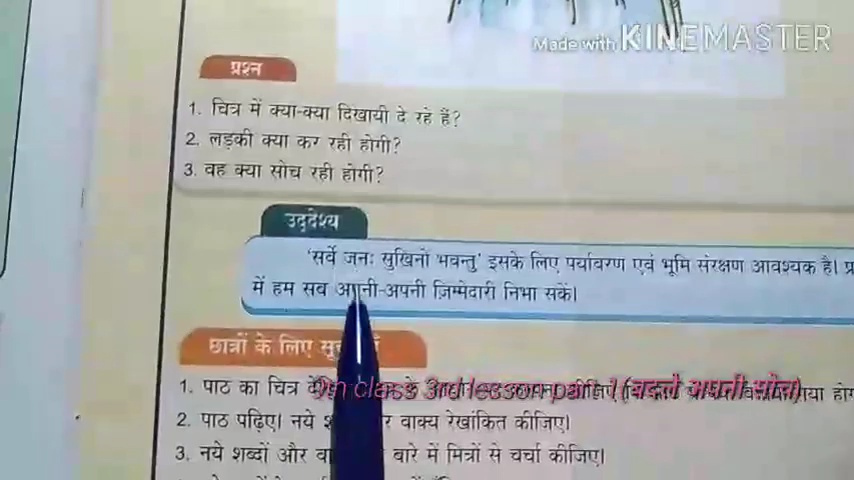 Made with KINEMASTER
प्रश्न
1. चित्र में क्या-क्या दिखायी दे रहे हैं?
2. लड़की क्या कर रही होगी?
3. वह क्या सोच रही होगी?
उद्देश्य
'सर्वे जनः सुखिनों भवन्तु' इसके लिए पर्यावरण एवं भूमि संरक्षण आवश्यक है।
में हम सब अपनी-अपनी ज़िम्मेदारी निभा सकें।
छात्रों के लिए
1. पाठ का चित्र
9th class 3rd lesson part-1(बदलें अपनी सोच)
2. पाठ पढ़िए। नये वाक्य रेखांकित कीजिए।
3. नये शब्दों और बारे में मित्रों से चर्चा कीजिए।